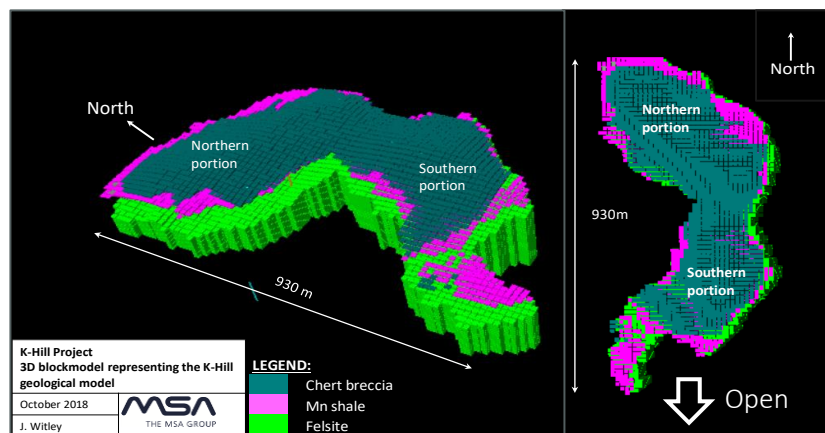 North
Northern
portion
Southern
portion
930 m
K-Hill Project
3D blockmodel representing the K-Hill
geological model
October 2018
J. Witley
MSA
THE MSA GROUP
LEGEND:
Chert breccia
Mn shale
Felsite
North
Northern
portion
930m
Southern
portion
Open